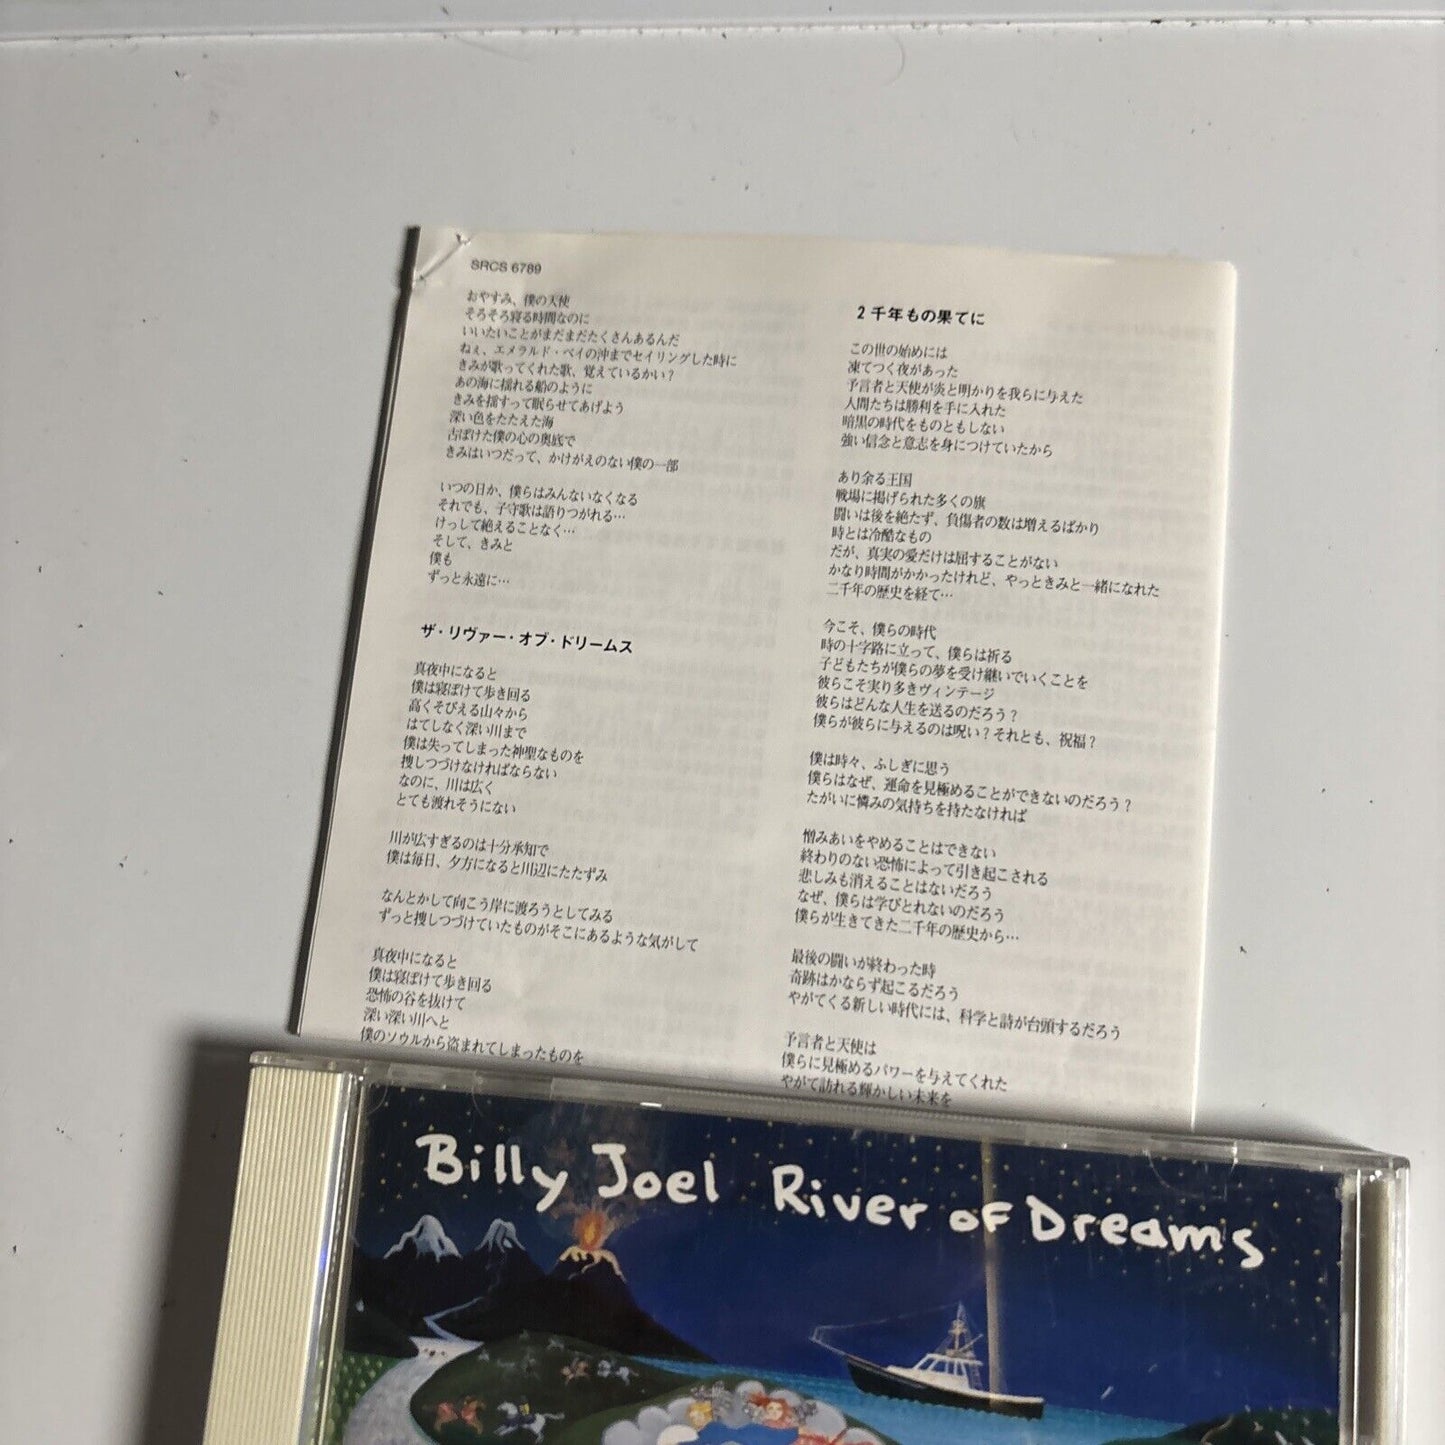 SRCS 6789
おやすみ、僕の天使
そろそろ寝る時間なのに
いいたいことがまだまだたくさんあるんだ
ねぇ、エメラルド・ベイの沖までセイリングした時に
きみが歌ってくれた歌、覚えているかい?
あの海に揺れる船のように
きみを揺すって眠らせてあげよう
深い色をたたえた海
古ぼけた僕の心の奥底で
きみはいつだって、かけがえのない僕の一部
いつの日か、僕らはみんないなくなる
それでも、子守歌は語りつがれる…
けっして絶えることなく…
そして、きみと
僕も
ずっと永遠に…
ザ・リヴァー・オブ・ドリームス
真夜中になると
僕は寝ぼけて歩き回る
高くそびえる山々から
はてしなく深い川まで
僕は失ってしまった神聖なものを
捜しつづけなければならない
なのに、川は広く
とても渡れそうにない
川が広すぎるのは十分承知で
僕は毎日、夕方になると川辺にたたずみ
なんとかして向こう岸に渡ろうとしてみる
ずっと捜しつづけていたものがそこにあるような気がして
真夜中になると
僕は寝ぼけて歩き回る
恐怖の谷を抜けて
深い深い川へと
僕のソウルから盗まれてしまったものを
2千年もの果てに
この世の始めには
凍てつく夜があった
予言者と天使が炎と明かりを我らに与えた
人間たちは勝利を手に入れた
暗黒の時代をものともしない
強い信念と意志を身につけていたから
あり余る王国
戦場に掲げられた多くの旗
闘いは後を絶たず、負傷者の数は増えるばかり
時とは冷酷なもの
だが、真実の愛だけは屈することがない
かなり時間がかかったけれど、やっときみと一緒になれた
二千年の歴史を経て…
今こそ、僕らの時代
時の十字路に立って、僕らは祈る
子どもたちが僕らの夢を受け継いでいくことを
彼らこそ実り多きヴィンテージ
彼らはどんな人生を送るのだろう?
僕らが彼らに与えるのは呪い?それとも、祝福?
僕は時々、ふしぎに思う
僕らはなぜ、運命を見極めることができないのだろう?
たがいに憐みの気持ちを持たなければ
憎みあいをやめることはできない
終わりのない恐怖によって引き起こされる
悲しみも消えることはないだろう
なぜ、僕らは学びとれないのだろう
僕らが生きてきた二千年の歴史から…
最後の闘いが終わった時
奇跡はかならず起こるだろう
やがてくる新しい時代には、科学と詩が台頭するだろう
予言者と天使は
僕らに見極めるパワーを与えてくれた
やがて訪れる輝かしい未来を
Billy Joel River of Dreams